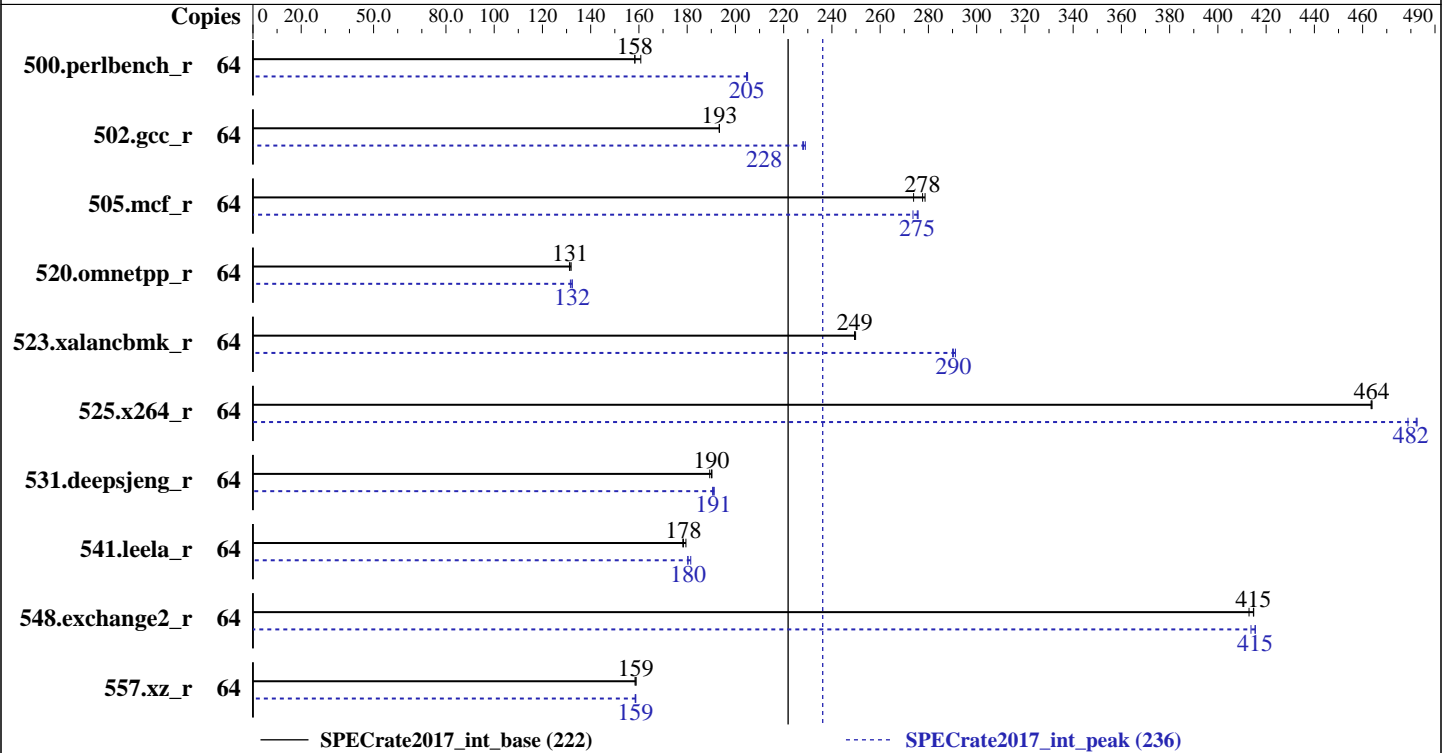 Copies 0 20.0 50.0 80.0 100 120 140 160 180 200 220 240 260 280 300 320 340 360 380 400 420 440 460 490
158
500.perlbench_r 64
205
193
502.gcc_r 64
228
278
505.mcf_r 64
275
131
520.omnetpp_r 64
132
249
523.xalancbmk_r 64
290
464
525.x264_r 64
482
190
531.deepsjeng_r 64
191
178
541.leela_r 64
180
415
548.exchange2_r 64
415
159
557.xz_r 64
159
SPECrate2017_int_base (222) SPECrate2017_int_peak (236)